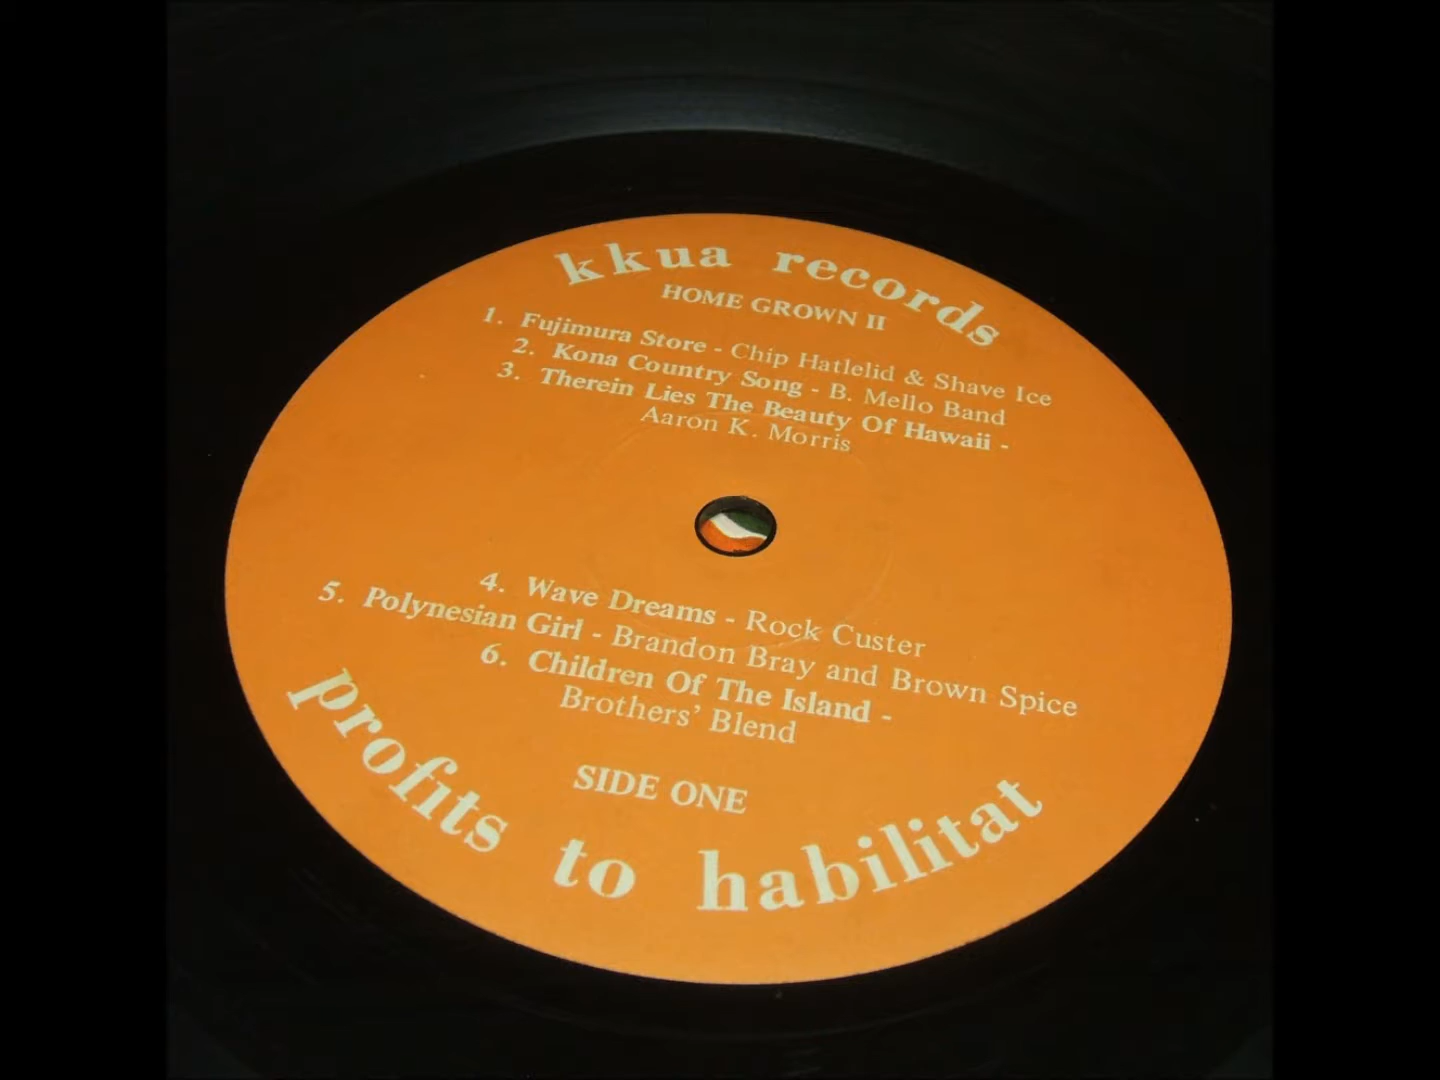 kkua records
HOME GROWN II
1. Fujimura Store - Chip Hatlelid & Shave Ice
2. Kona Country Song - B. Mello Band
3. Therein Lies The Beauty Of Hawaii -
Aaron K. Morris
4. Wave Dreams - Rock Custer
5. Polynesian Girl - Brandon Bray and Brown Spice
6. Children Of The Island -
Brothers' Blend
SIDE ONE
profits to habilitat